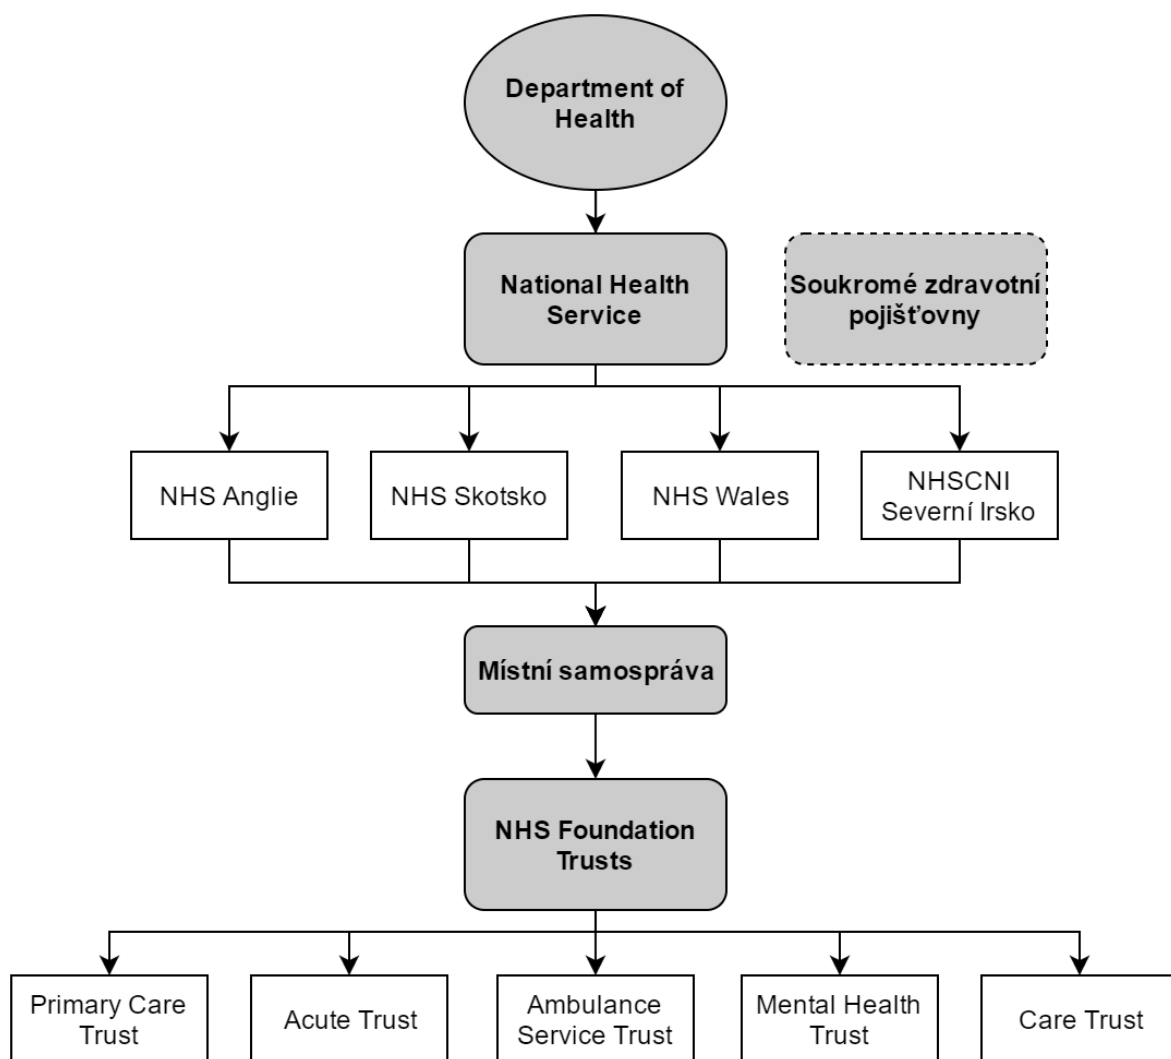 Department of
Health
National Health
Service
Soukromé zdravotní
pojišťovny
NHS Anglie
NHS Skotsko
NHS Wales
NHSCNI
Severní Irsko
Místní samospráva
NHS Foundation
Trusts
Primary Care
Trust
Acute Trust
Ambulance
Service Trust
Mental Health
Trust
Care Trust